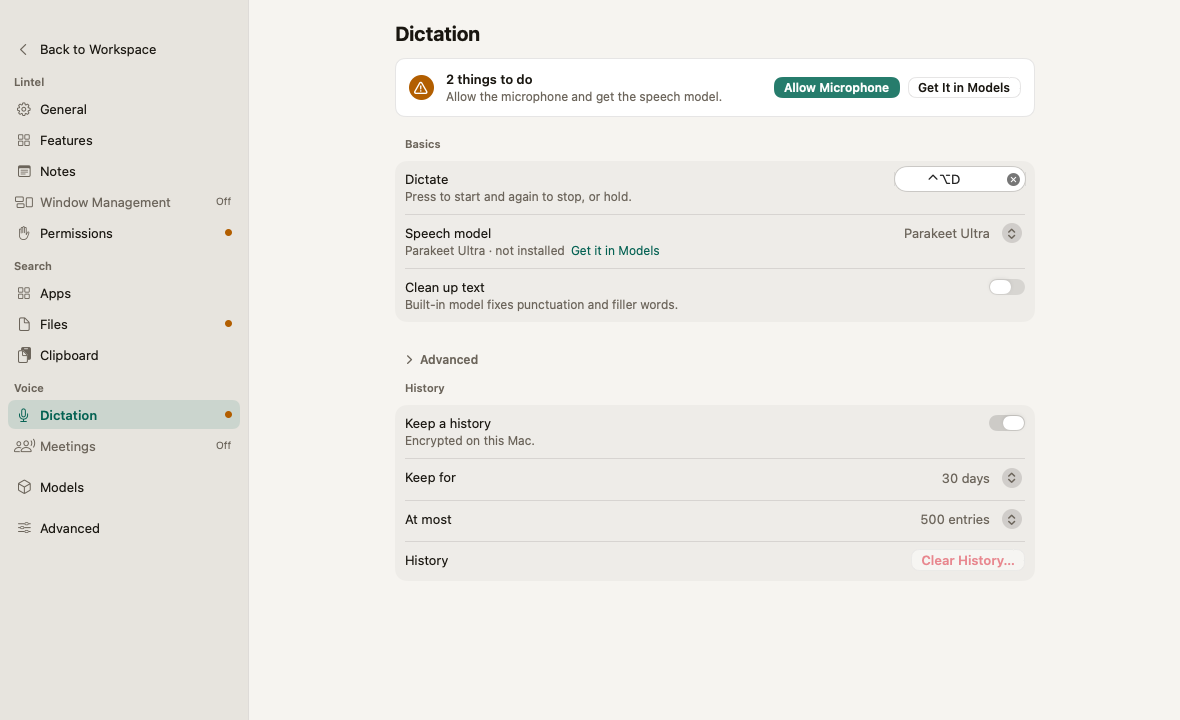 Back to Workspace
Lintel
General
Features
Notes
Window Management Off
Permissions
Search
Apps
Files
Clipboard
Voice
Dictation
Meetings Off
Models
Advanced
Dictation
2 things to do
Allow the microphone and get the speech model.
Allow Microphone
Get It in Models
Basics
Dictate
Press to start and again to stop, or hold.
⌃⌥D
Speech model
Parakeet Ultra · not installed Get it in Models
Parakeet Ultra
Clean up text
Built-in model fixes punctuation and filler words.
Advanced
History
Keep a history
Encrypted on this Mac.
Keep for
30 days
At most
500 entries
History
Clear History...